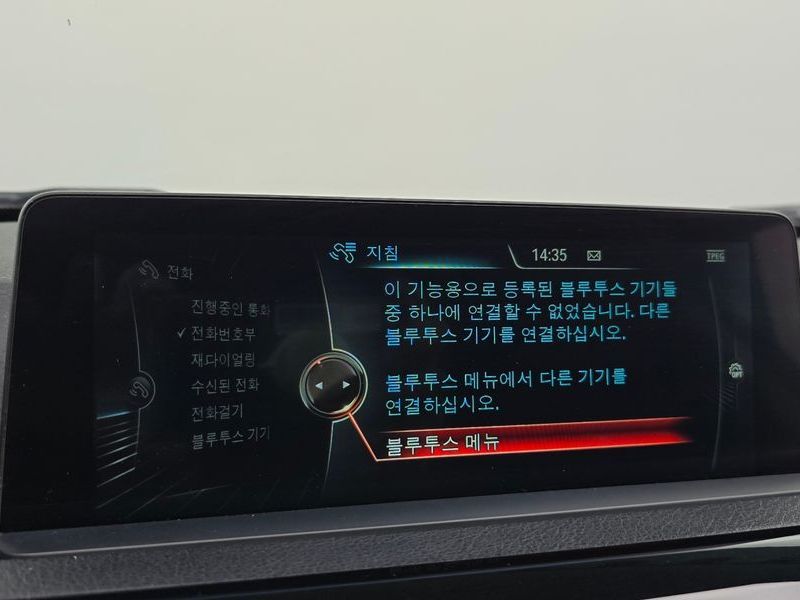 지침
14:35
TPEG
전화
진행중인 통화
전화번호부
재다이얼링
수신된 전화
전화걸기
블루투스 기기
이 기능용으로 등록된 블루투스 기기들
중 하나에 연결할 수 없었습니다. 다른
블루투스 기기를 연결하십시오.
블루투스 메뉴에서 다른 기기를
연결하십시오.
블루투스 메뉴
OPT